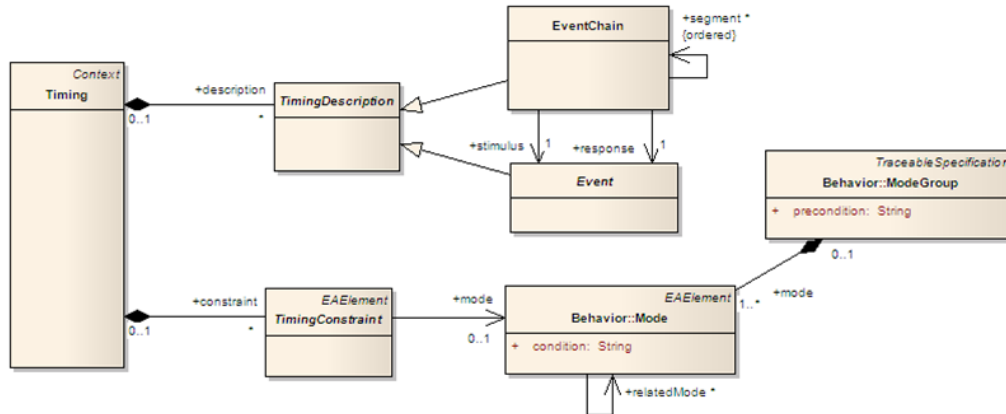 EventChain
+segment *
{ordered}
Context
Timing
+description
0..1
*
TimingDescription
+stimulus
1
+response
1
Event
TraceableSpecification
Behavior::ModeGroup
+ precondition: String
0..1
+constraint
0..1
*
EAElement
TimingConstraint
+mode
0..1
EAElement
Behavior::Mode
+ condition: String
1..*
+mode
+relatedMode *